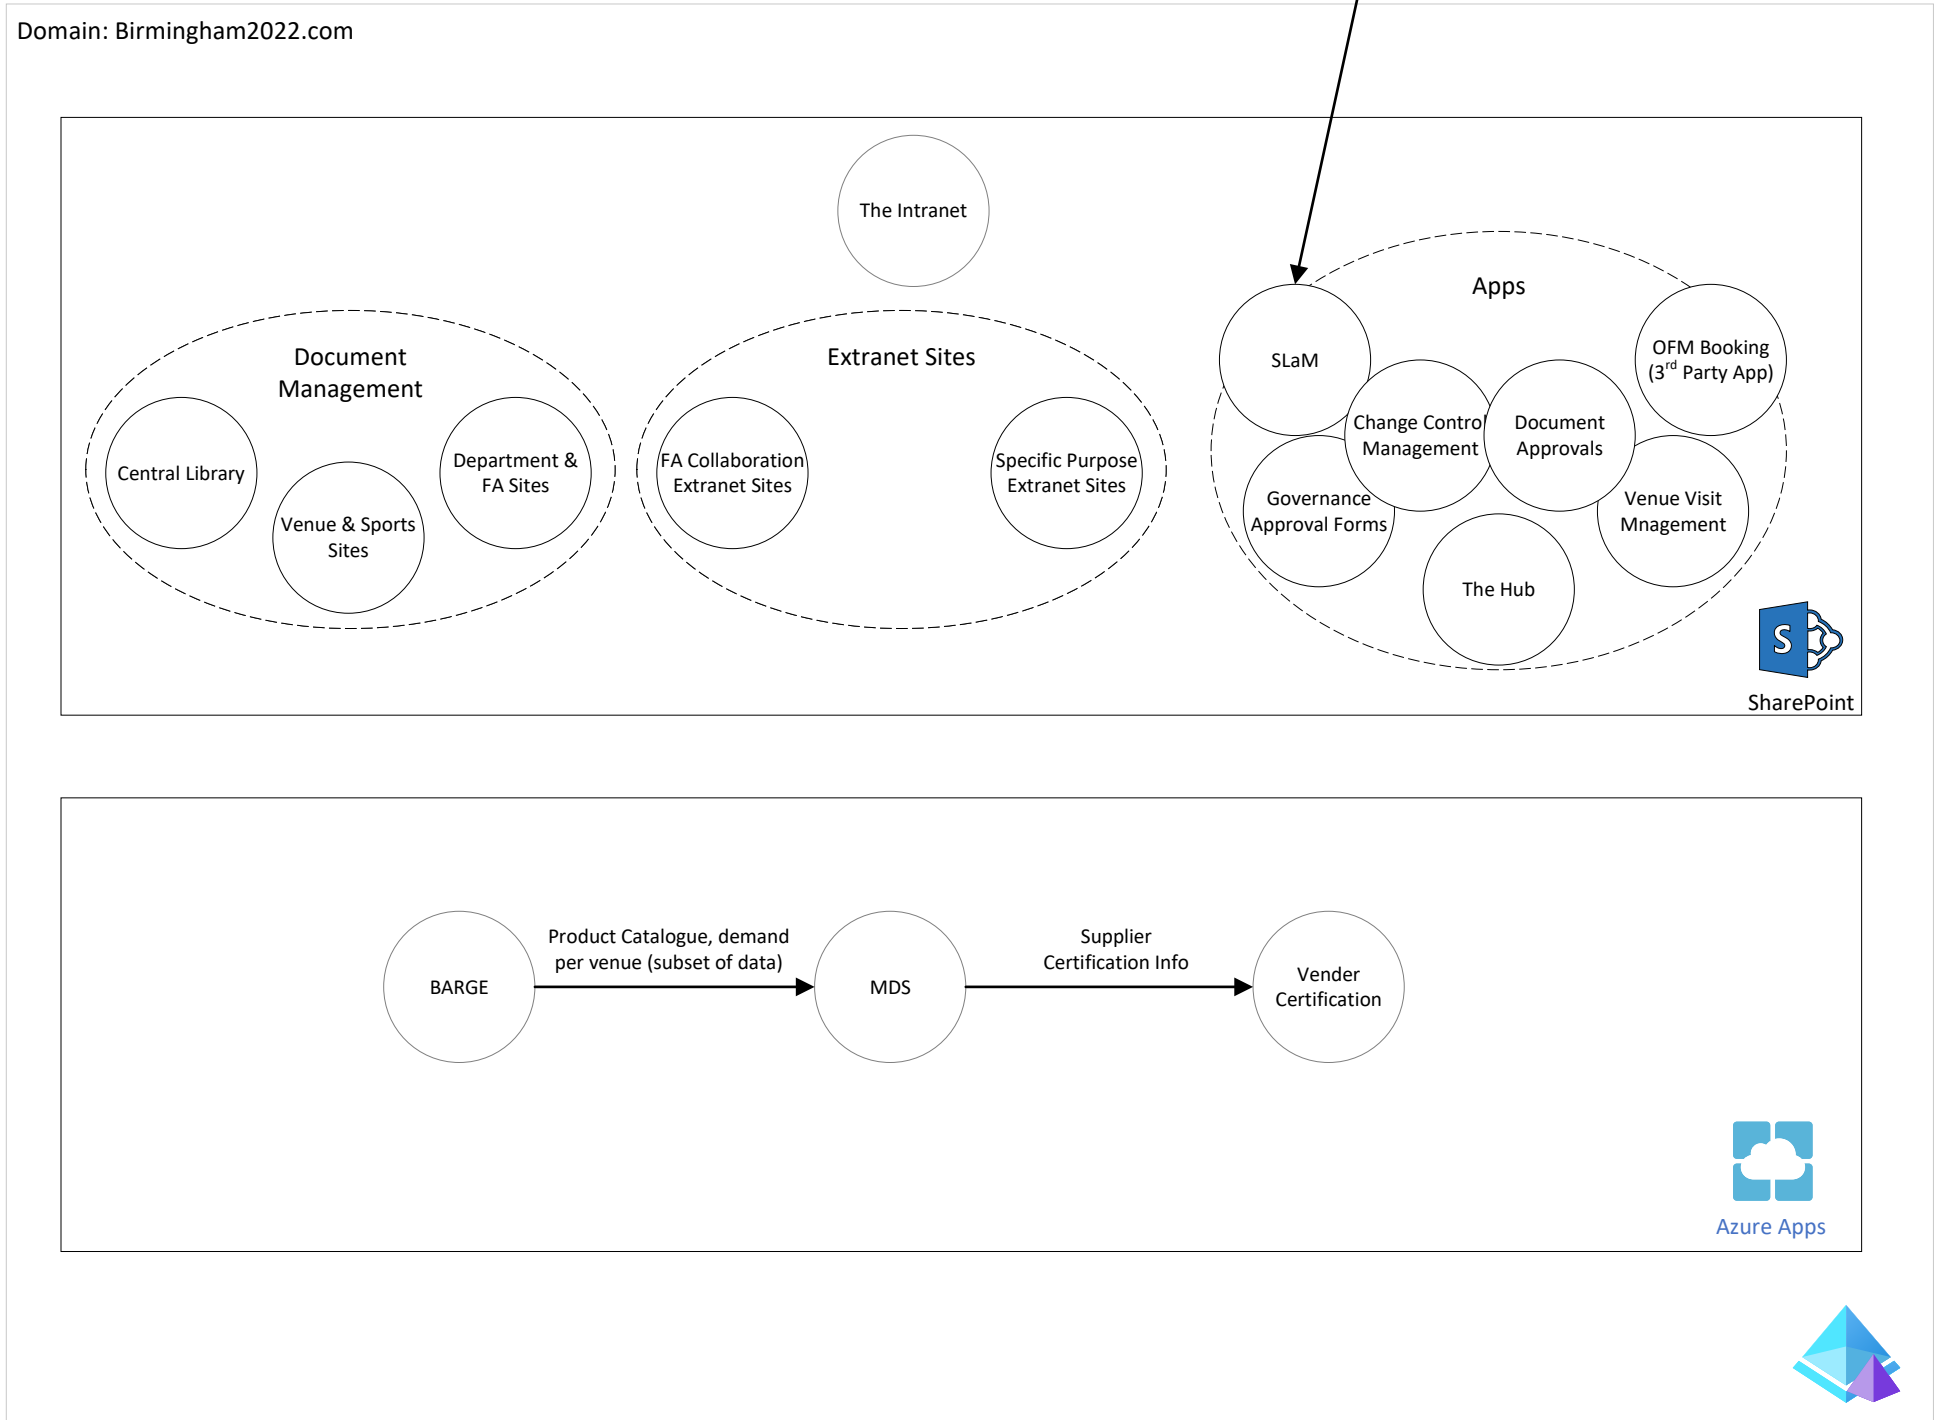 Domain: Birmingham2022.com
The Intranet
Document
Management
Central Library
Venue & Sports
Sites
Department &
FA Sites
Extranet Sites
FA Collaboration
Extranet Sites
Specific Purpose
Extranet Sites
Apps
SLaM
Change Control
Management
Document
Approvals
OFM Booking
(3rd Party App)
Governance
Approval Forms
Venue Visit
Mnagement
The Hub
S
SharePoint
BARGE
Product Catalogue, demand
per venue (subset of data)
MDS
Supplier
Certification Info
Vender
Certification
Azure Apps